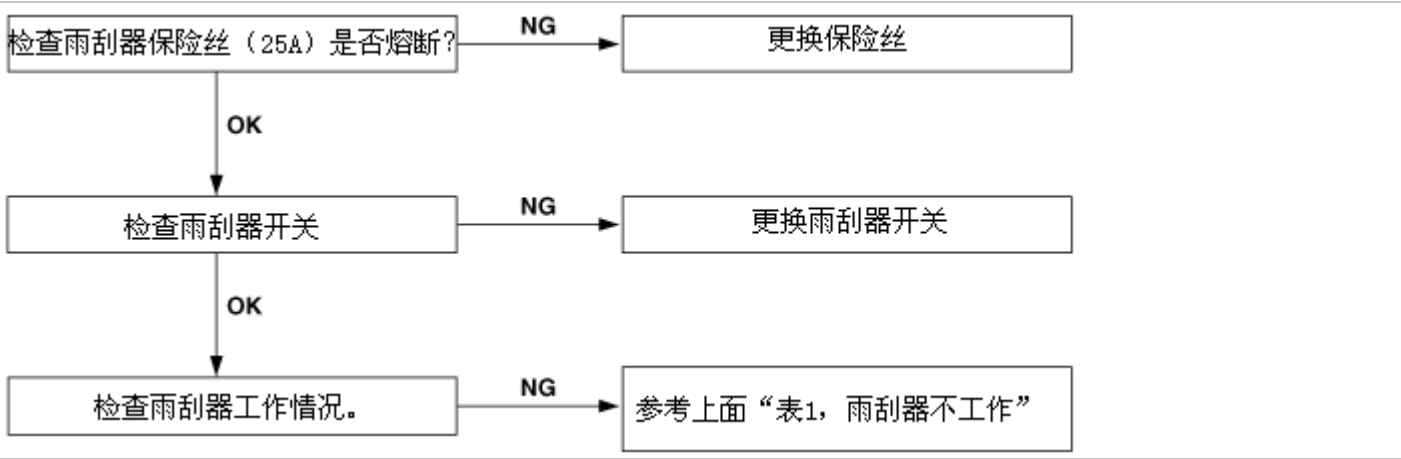 检查雨刮器保险丝（25A）是否熔断?
NG
更换保险丝
OK
检查雨刮器开关
NG
更换雨刮器开关
OK
检查雨刮器工作情况。
NG
参考上面“表1，雨刮器不工作”